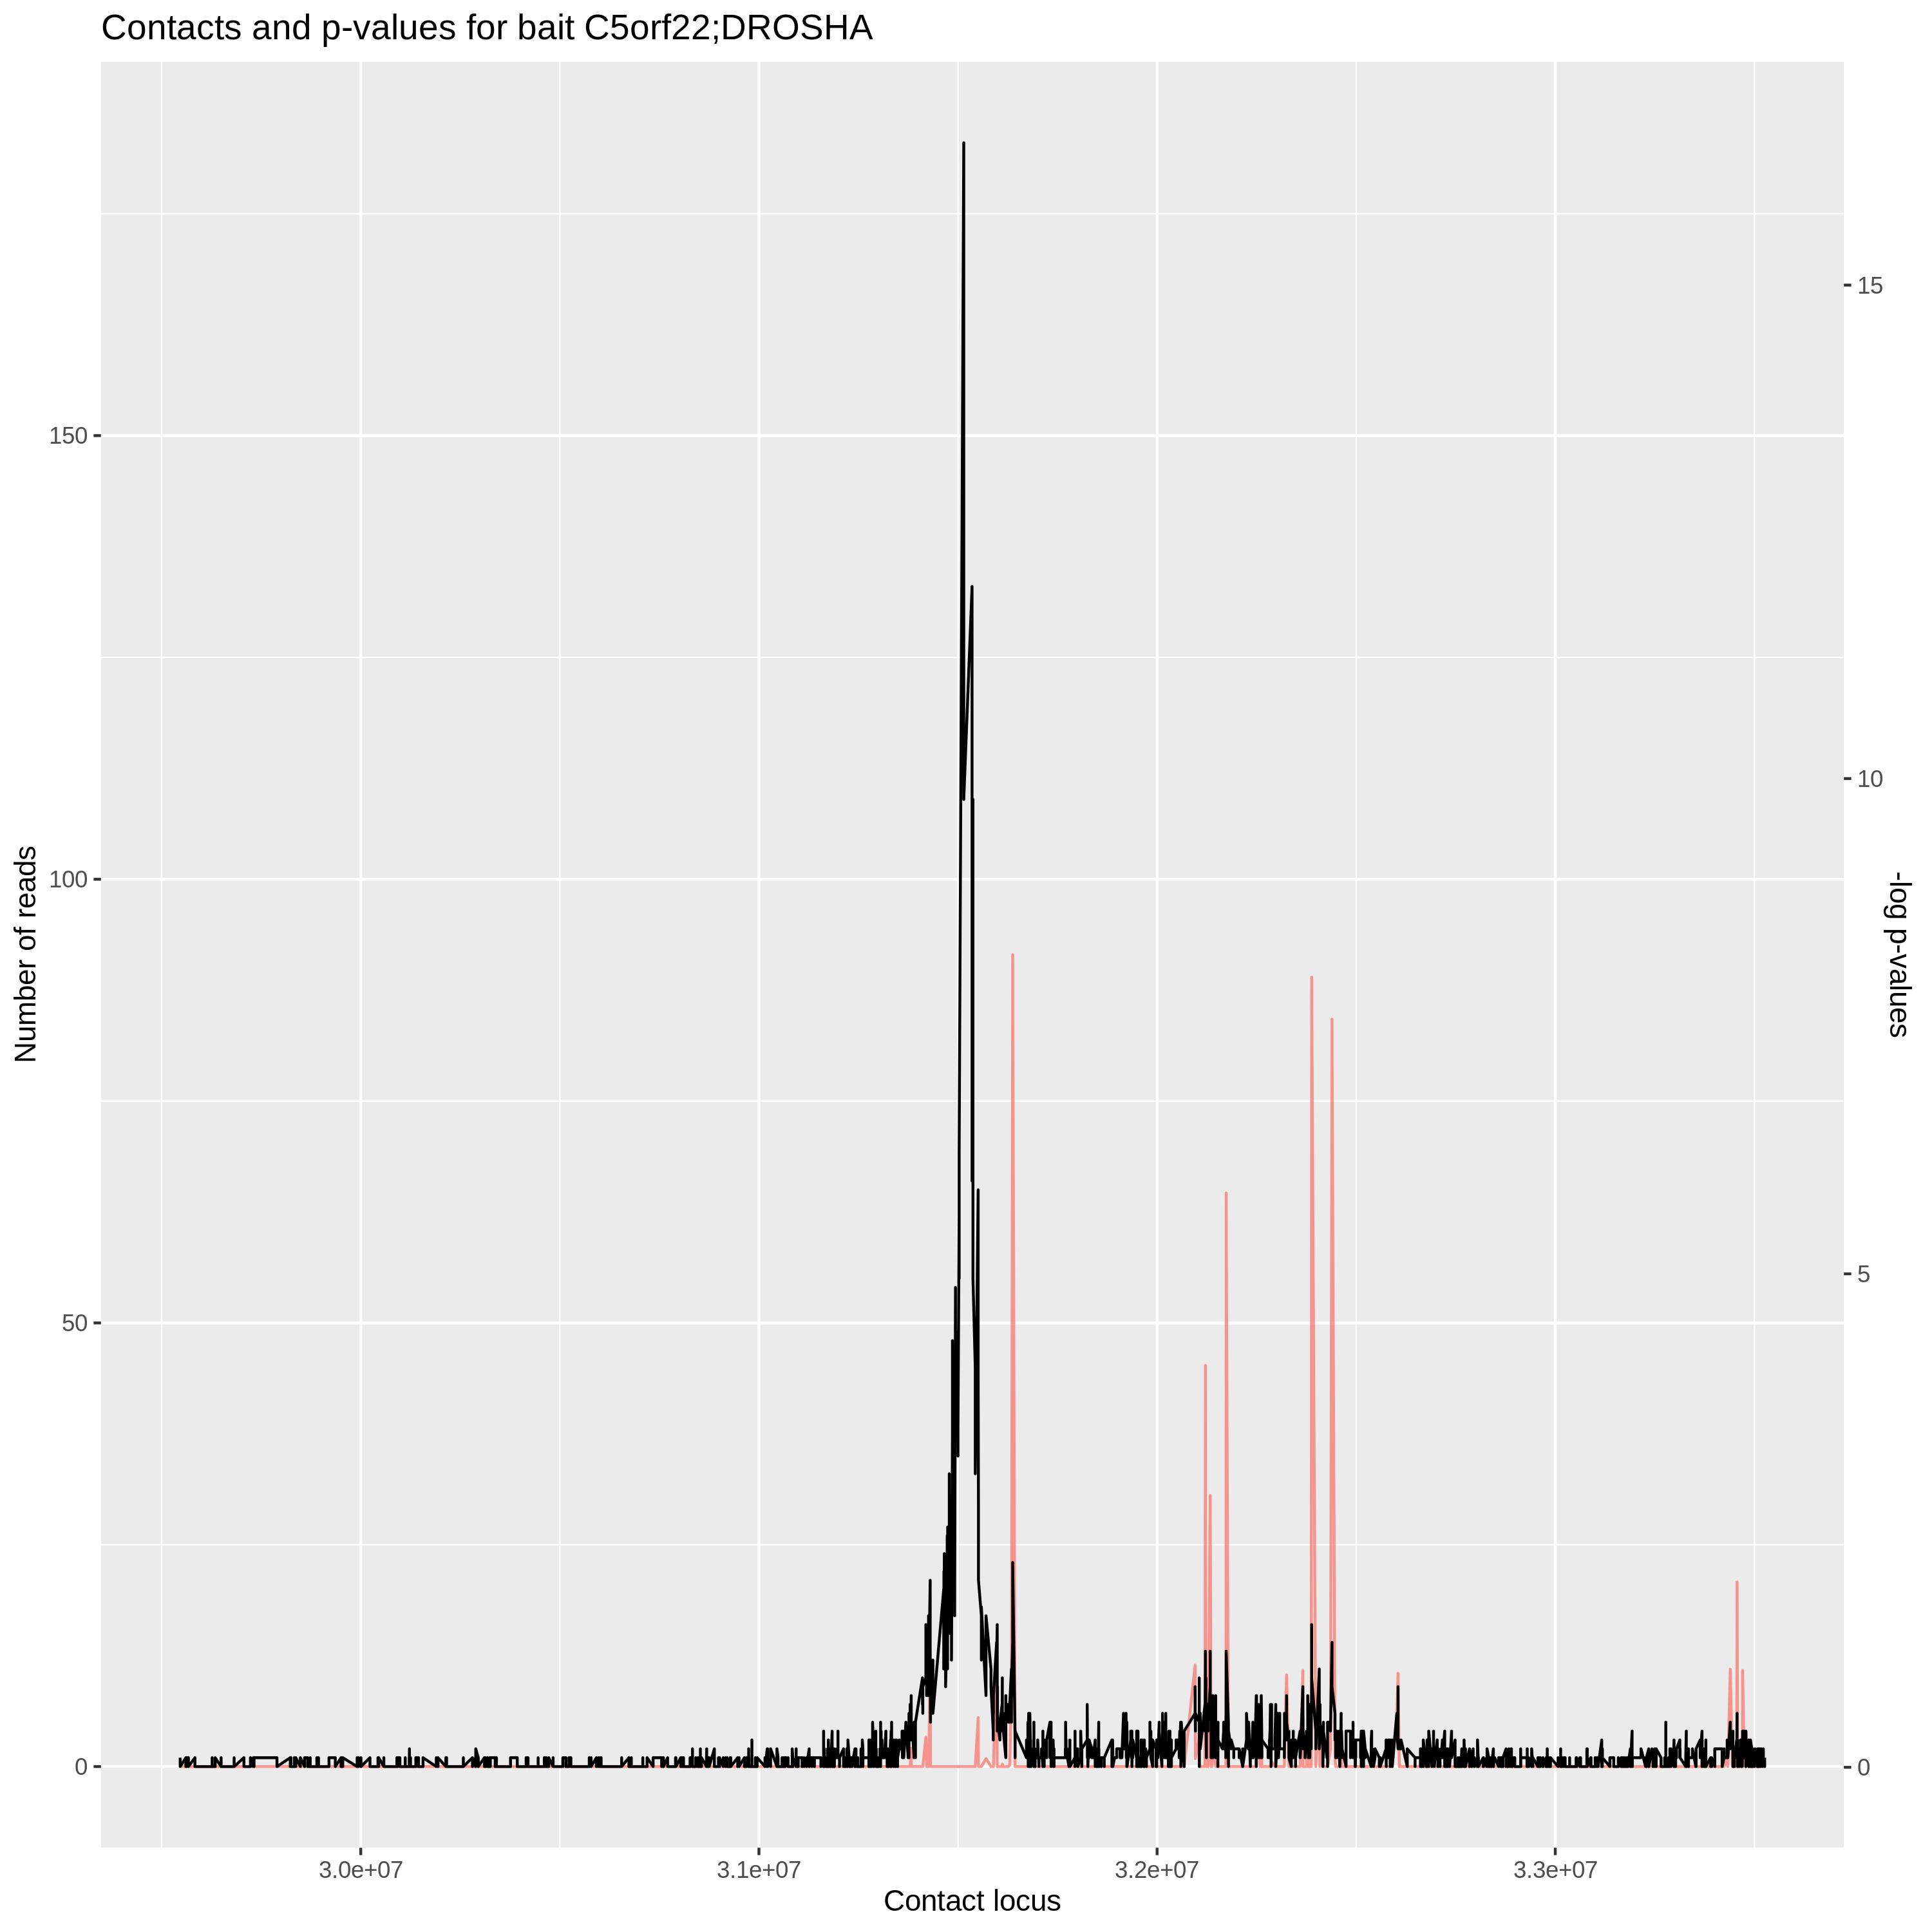 Contacts and p-values for bait C5orf22;DROSHA
Number of reads
150
100
50
0
15
10
5
0
-log p-values
3.0e+07
3.1e+07
3.2e+07
3.3e+07
Contact locus